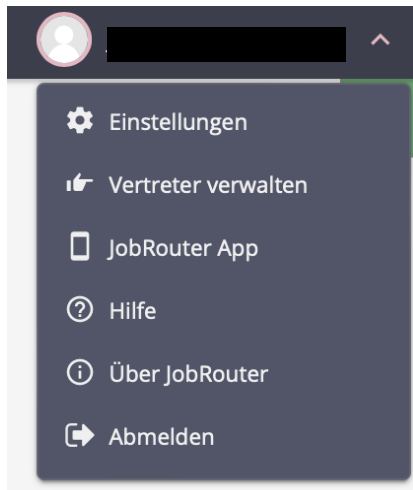 Einstellungen
Vertreter verwalten
JobRouter App
Hilfe
Über JobRouter
Abmelden